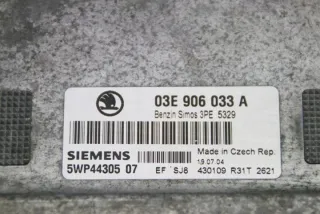 03E 906 033 A
Benzin Simos 3PE 5329
SIEMENS
Made in Czech Rep.
5WP44305 07
19.07.04
EF SJ8 430109 R31T 2621